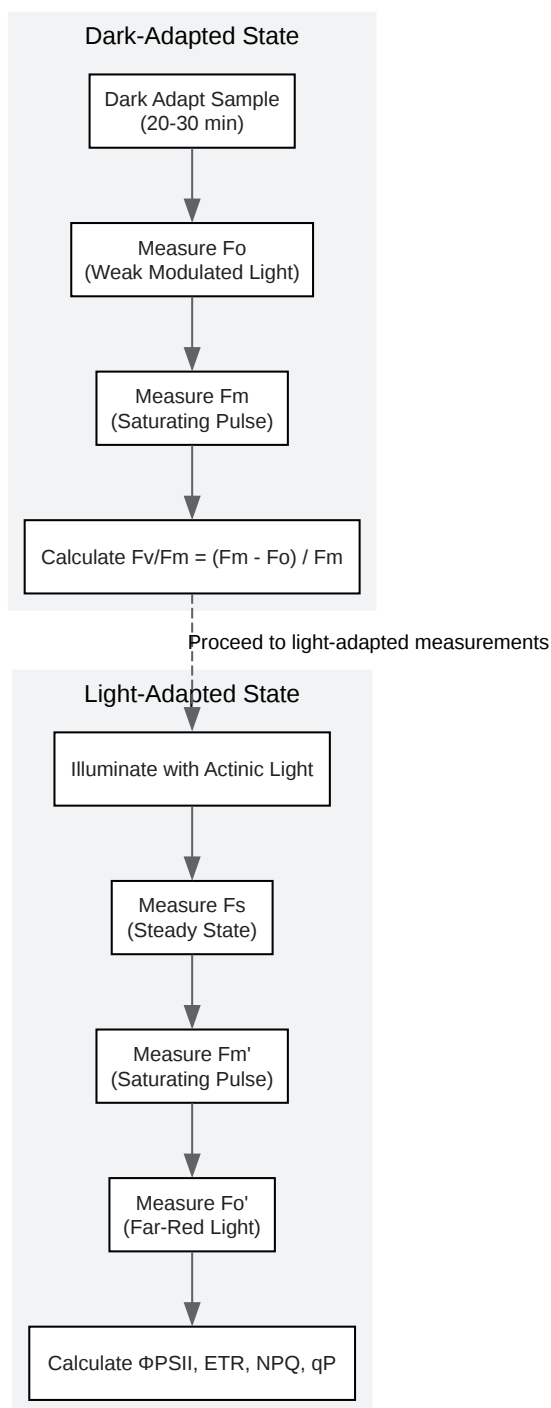 Dark-Adapted State
Dark Adapt Sample
(20-30 min)
Measure Fo
(Weak Modulated Light)
Measure Fm
(Saturating Pulse)
Calculate Fv/Fm = (Fm - Fo) / Fm
Proceed to light-adapted measurements
Light-Adapted State
Illuminate with Actinic Light
Measure Fs
(Steady State)
Measure Fm'
(Saturating Pulse)
Measure Fo'
(Far-Red Light)
Calculate ΦPSII, ETR, NPQ, qP